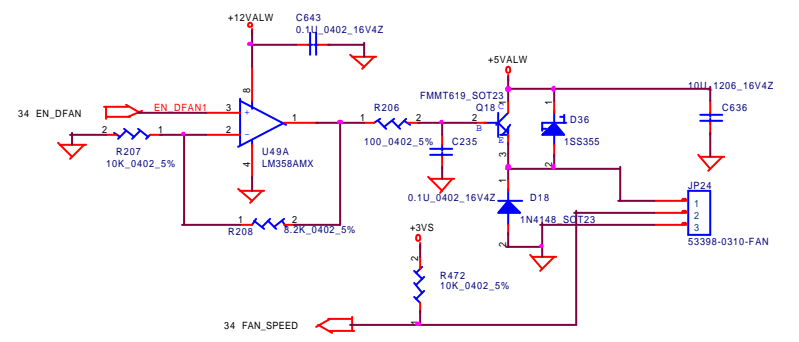 +12VALW
C643
0.1U_0402_16V4Z
+5VALW
8
FMMT619_SOT23
10U_1206_16V4Z
34 EN_DFAN
EN_DFAN1
3
+
1
R206
Q18
C
1
1
D36
C636
2
1
2
-
1
2
2
B
E
1SS355
R207
10K_0402_5%
U49A
LM358AMX
4
100_0402_5%
C235
3
2
JP24
0.1U_0402_16V4Z
1
D18
1
2
3
1N4148_SOT23
1
2
R208
8.2K_0402_5%
+3VS
2
53398-0310-FAN
2
R472
10K_0402_5%
1
34 FAN_SPEED